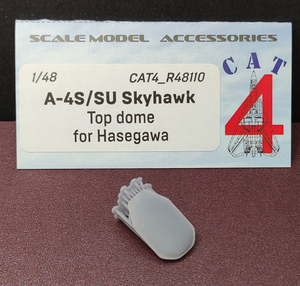 SCALE MODEL ACCESSORIES
1/48 CAT4_R48110
A-4S/SU Skyhawk
Top dome
for Hasegawa
CAT
4